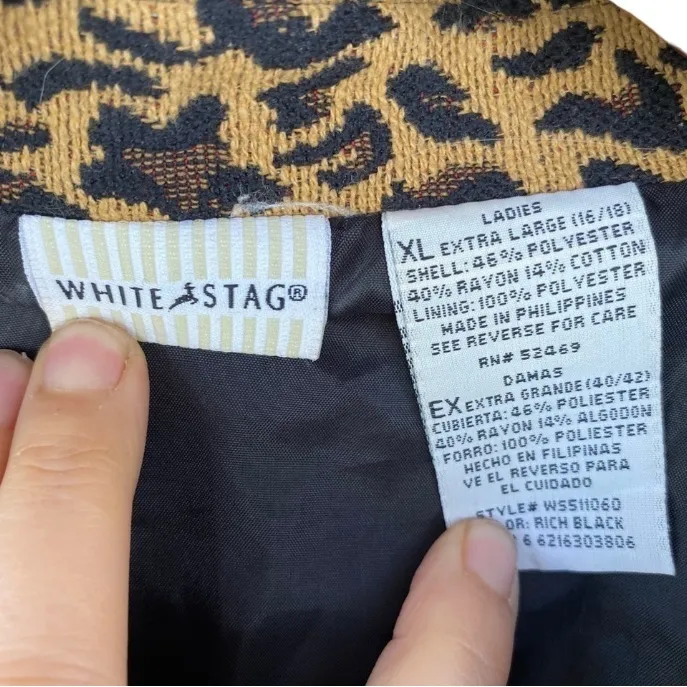 WHITE STAG®
LADIES
XL EXTRA LARGE (16/18)
SHELL: 46% POLYESTER
40% RAYON 14% COTTON
LINING: 100% POLYESTER
MADE IN PHILIPPINES
SEE REVERSE FOR CARE
RN# 52469
DAMAS
EX EXTRA GRANDE (40/42)
CUBIERTA: 46% POLIESTER
40% RAYON 14% ALGODON
FORRO: 100% POLIESTER
HECHO EN FILIPINAS
VE EL REVERSO PARA
EL CUIDADO
STYLE# WS511060
OR: RICH BLACK
6 6216303806